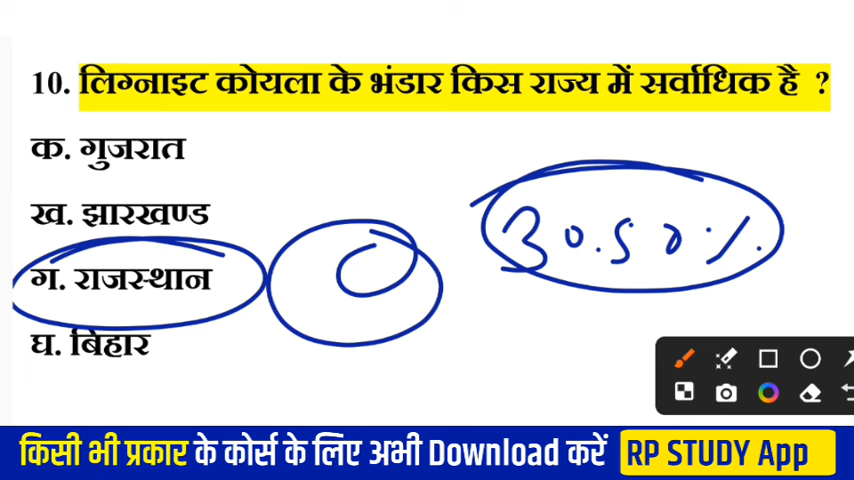 10. लिग्नाइट कोयला के भंडार किस राज्य में सर्वाधिक है ?
क. गुजरात
ख. झारखण्ड
30.50%.
ग. राजस्थान
घ. बिहार
किसी भी प्रकार के कोर्स के लिए अभी Download करें RP STUDY App